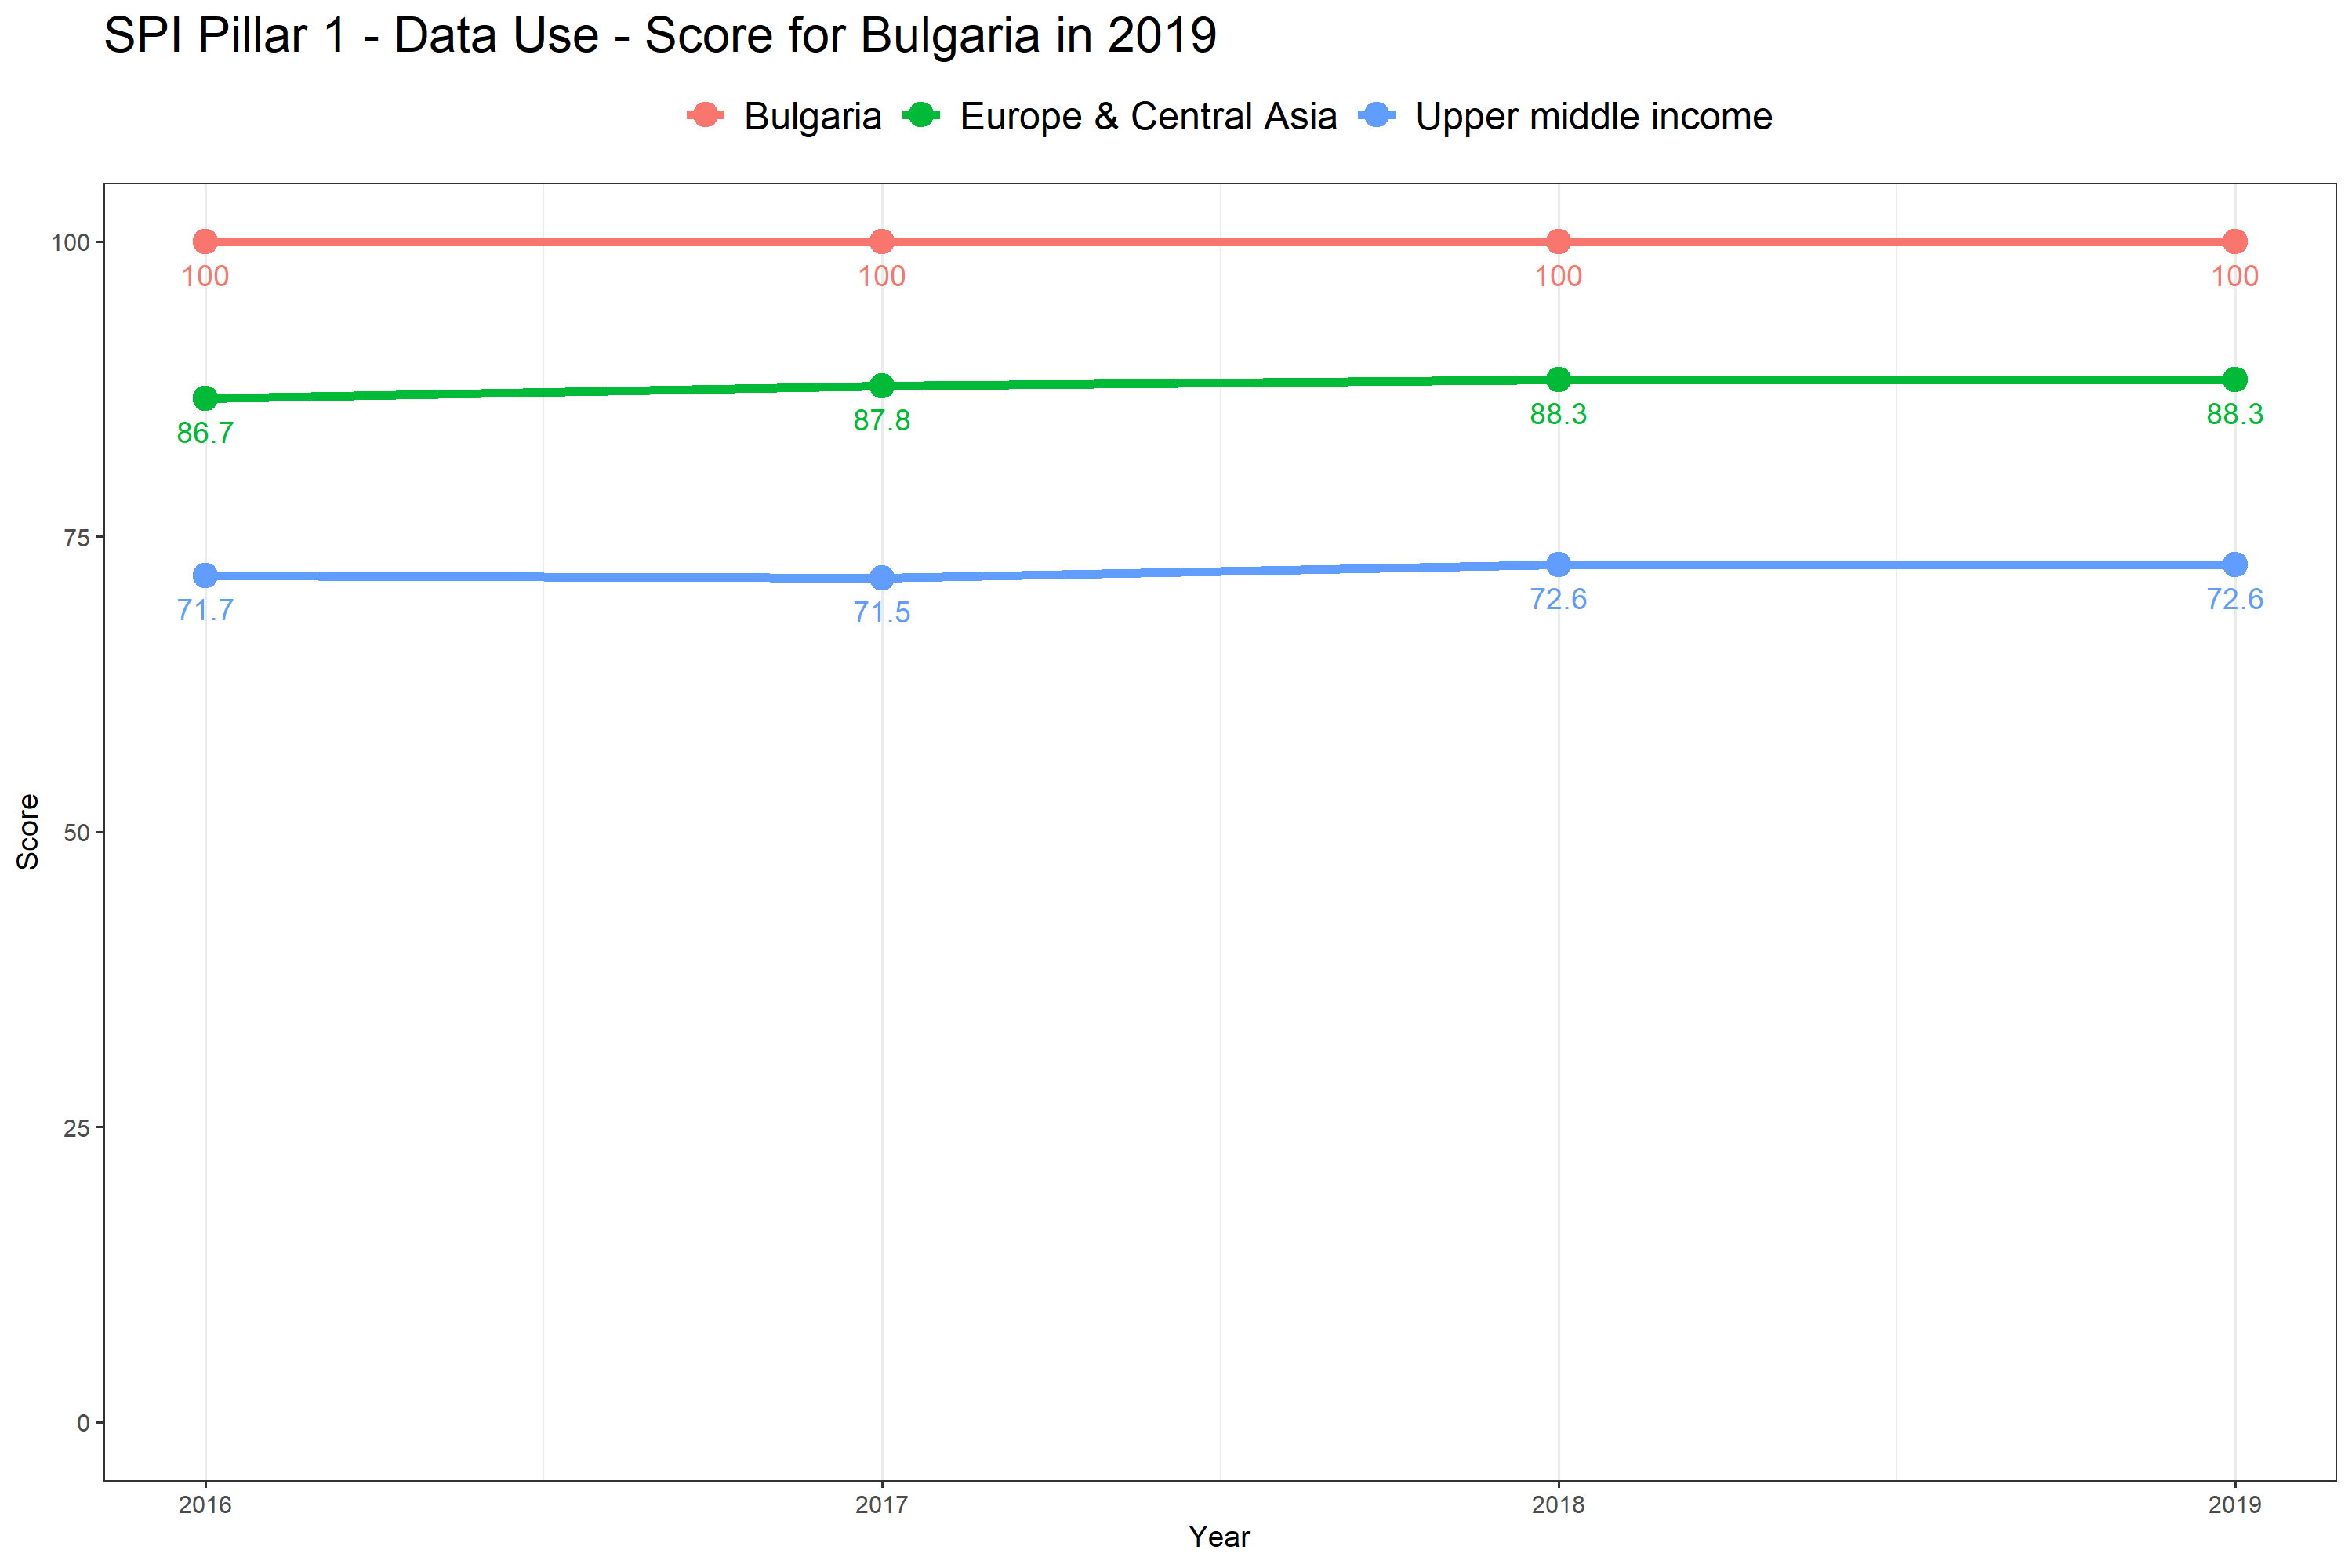 SPI Pillar 1 - Data Use - Score for Bulgaria in 2019
Bulgaria Europe & Central Asia Upper middle income
100
100 100 100 100
86.7 87.8 88.3 88.3
75
71.7 71.5 72.6 72.6
50
Score
25
0
2016 2017 2018 2019
Year